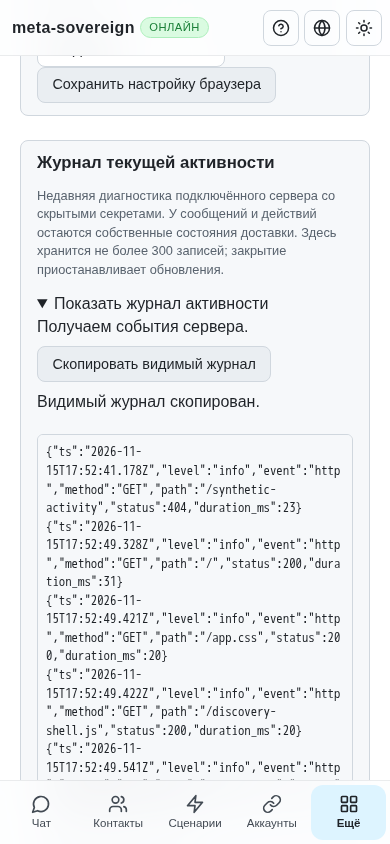 meta-sovereign ОНЛАЙН
Сохранить настройку браузера
Журнал текущей активности
Недавняя диагностика подключённого сервера со
скрытыми секретами. У сообщений и действий
остаются собственные состояния доставки. Здесь
хранится не более 300 записей; закрытие
приостанавливает обновления.
▼ Показать журнал активности
Получаем события сервера.
Скопировать видимый журнал
Видимый журнал скопирован.
{"ts":"2026-11-
15T17:52:41.178Z","level":"info","event":"http
","method":"GET","path":"/synthetic-
activity","status":404,"duration_ms":23}
{"ts":"2026-11-
15T17:52:49.328Z","level":"info","event":"http
","method":"GET","path":"/","status":200,"dura
tion_ms":31}
{"ts":"2026-11-
15T17:52:49.421Z","level":"info","event":"http
","method":"GET","path":"/app.css","status":20
0,"duration_ms":20}
{"ts":"2026-11-
15T17:52:49.422Z","level":"info","event":"http
","method":"GET","path":"/discovery-
shell.js","status":200,"duration_ms":20}
{"ts":"2026-11-
15T17:52:49.541Z","level":"info","event":"http
Чат Контакты Сценарии Аккаунты Ещё